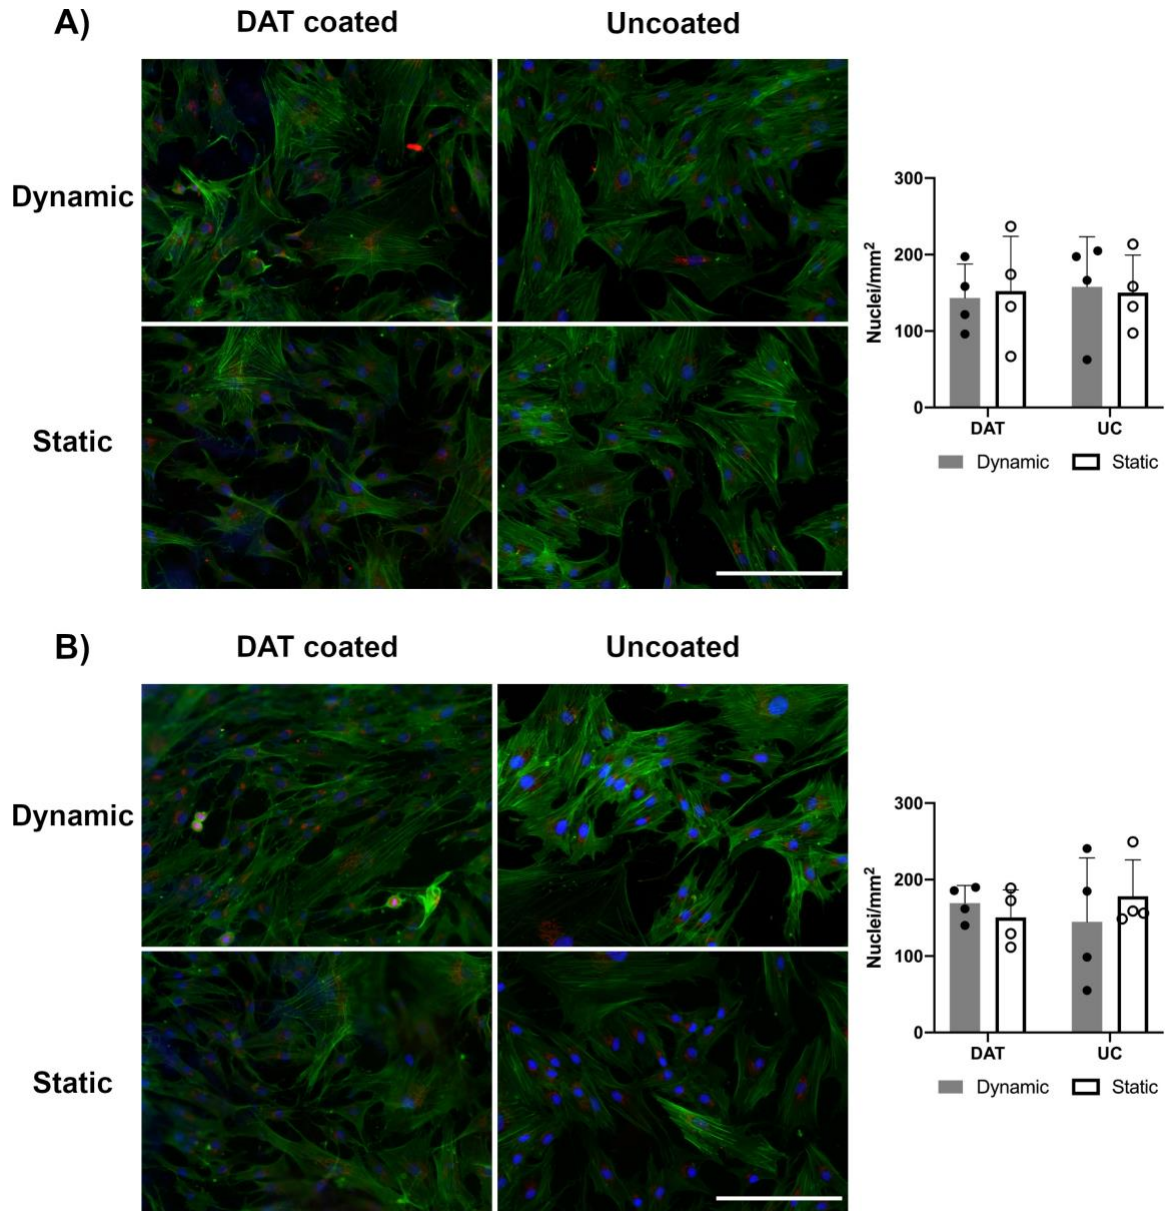 A)
DAT coated
Uncoated
Dynamic
Static
Nuclei/mm²
300
200
100
0
DAT
UC
Dynamic
Static
B)
DAT coated
Uncoated
Dynamic
Static
Nuclei/mm²
300
200
100
0
DAT
UC
Dynamic
Static